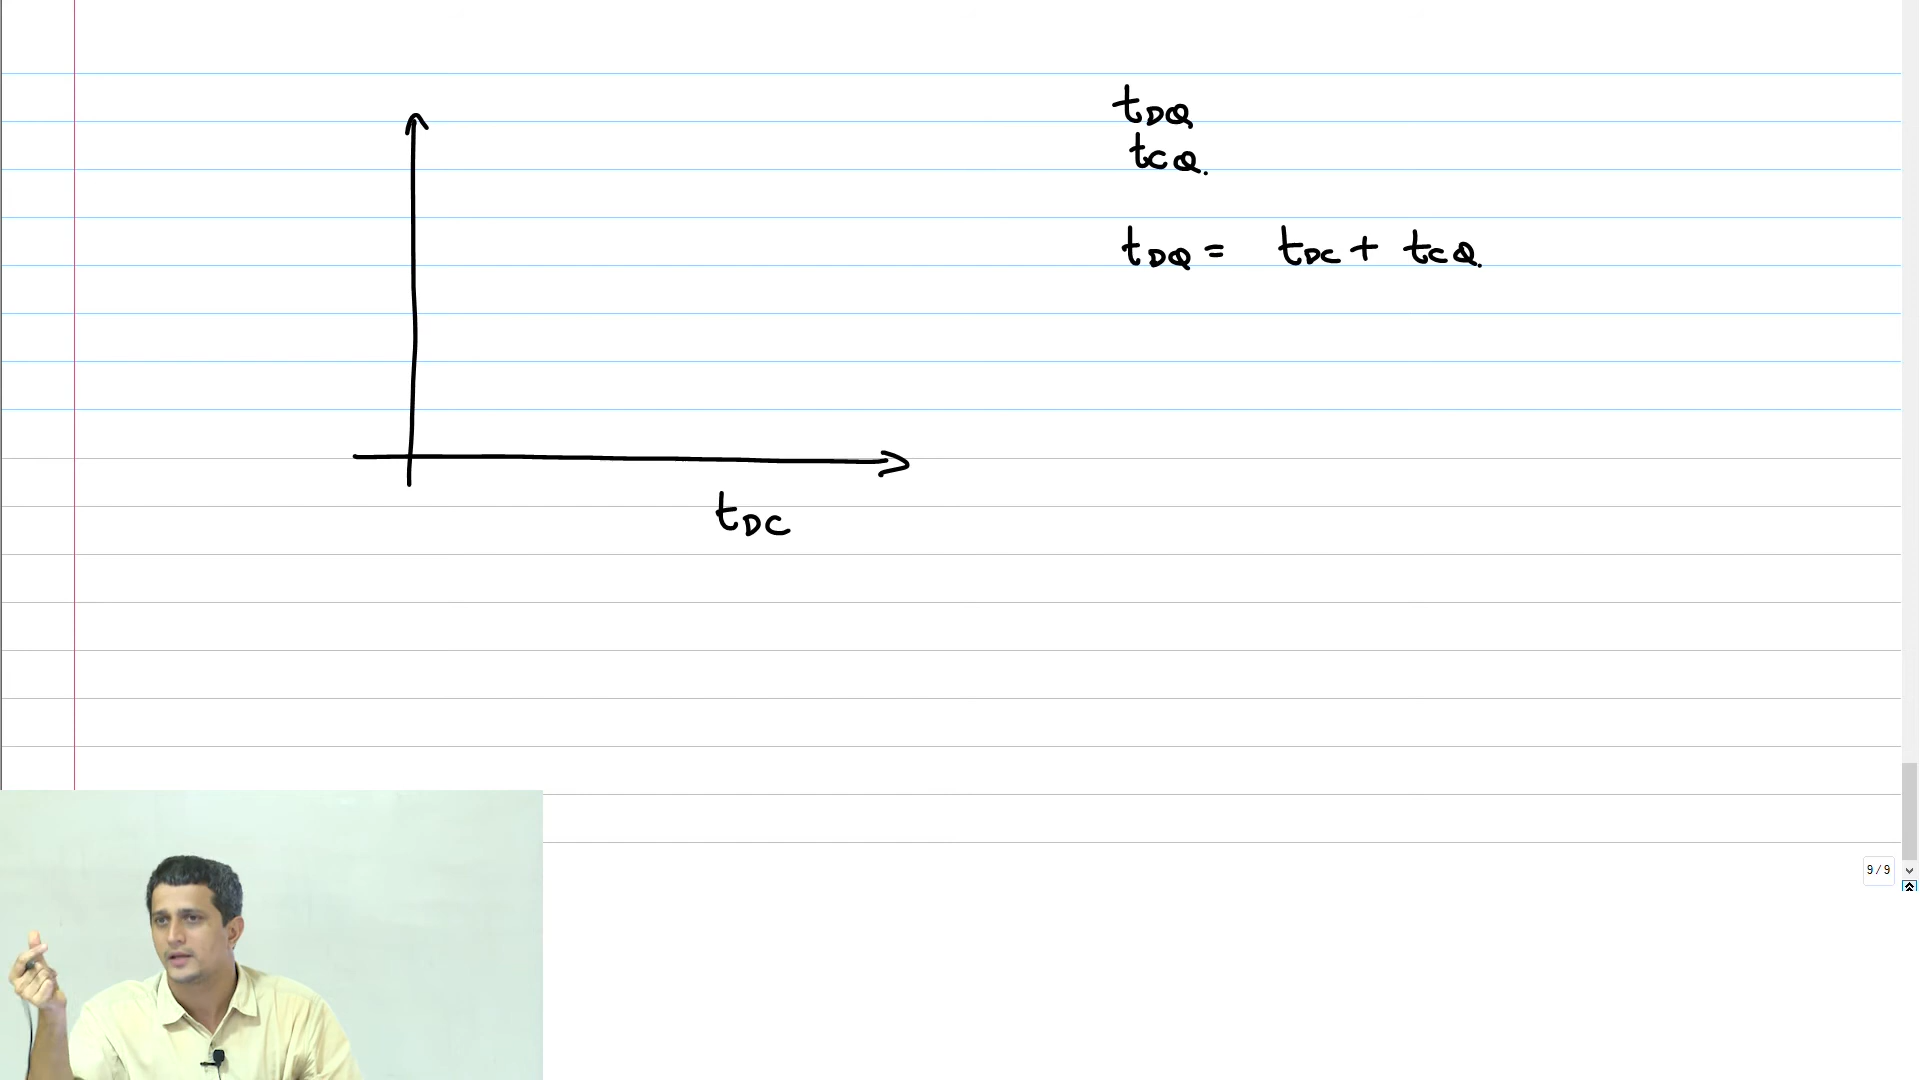 tDQ
tCQ.
tDQ = tDC + tCQ.
tDC
9/9